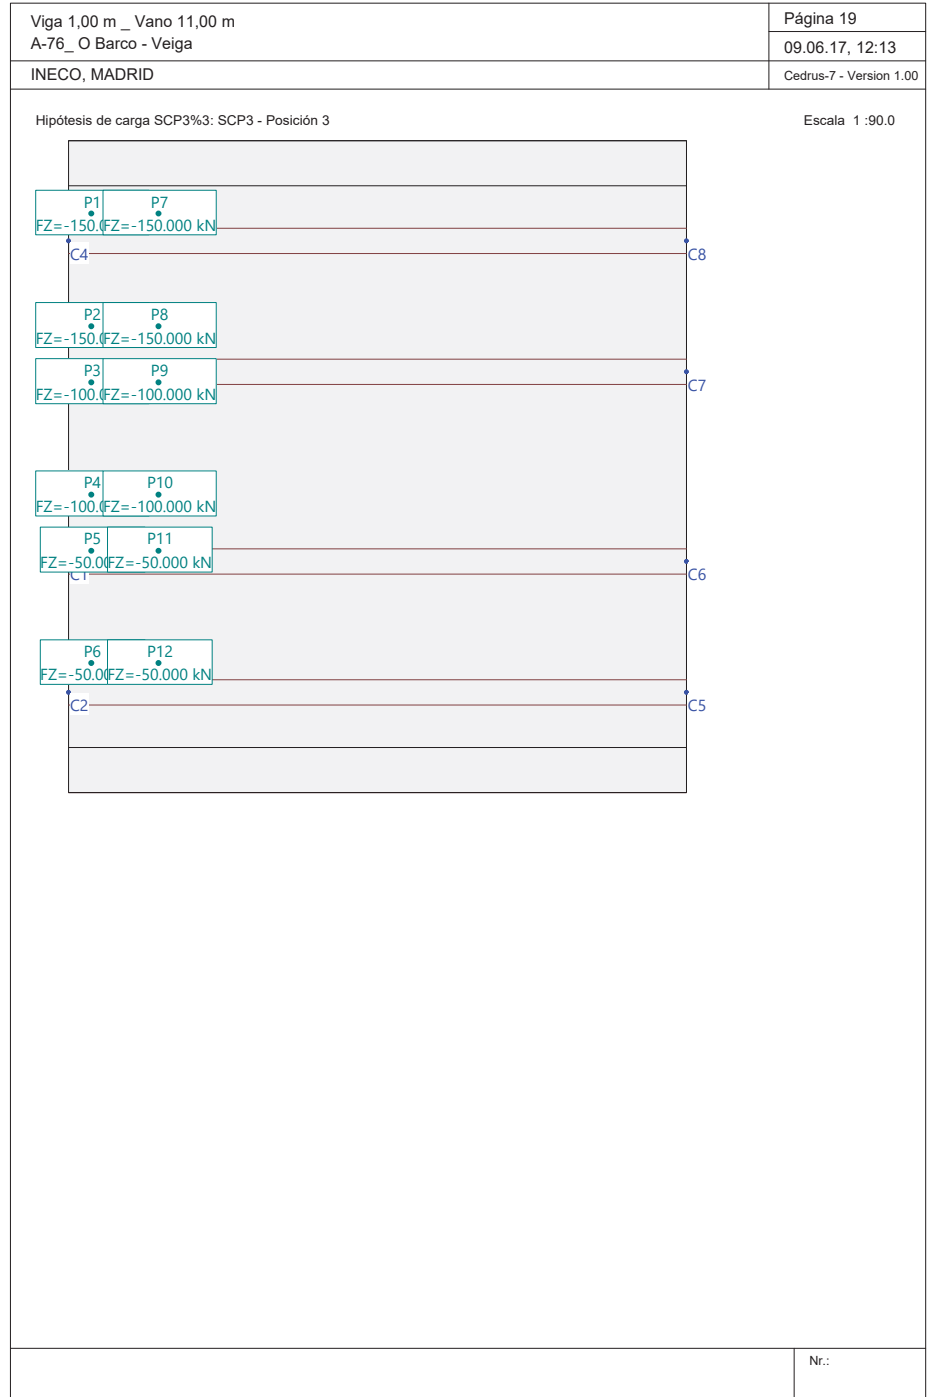 Viga 1,00 m _ Vano 11,00 m
A-76_ O Barco - Veiga
Página 19
09.06.17, 12:13
INECO, MADRID
Cedrus-7 - Version 1.00
Hipótesis de carga SCP3%3: SCP3 - Posición 3
Escala 1 :90.0
P1 P7
FZ=-150.0 FZ=-150.000 kN
C4 C8
P2 P8
FZ=-150.0 FZ=-150.000 kN
P3 P9
FZ=-100.0 FZ=-100.000 kN
C7
P4 P10
FZ=-100.0 FZ=-100.000 kN
P5 P11
FZ=-50.00 FZ=-50.000 kN
C1 C6
P6 P12
FZ=-50.00 FZ=-50.000 kN
C2 C5
Nr.: